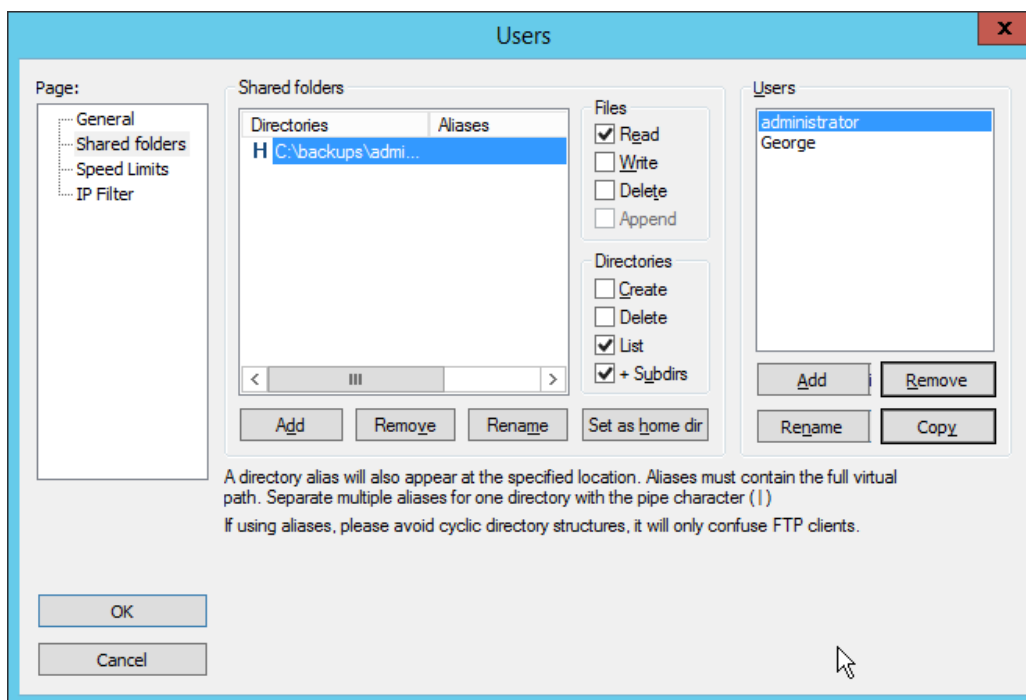 Users
x
Page:
General
Shared folders
Speed Limits
IP Filter
Shared folders
Directories Aliases
H C:\backups\admi...
Files
Read
Write
Delete
Append
Directories
Create
Delete
List
+ Subdirs
Add Remove Rename Set as home dir
Users
administrator
George
Add Remove
Rename Copy
A directory alias will also appear at the specified location. Aliases must contain the full virtual
path. Separate multiple aliases for one directory with the pipe character (|)
If using aliases, please avoid cyclic directory structures, it will only confuse FTP clients.
OK
Cancel